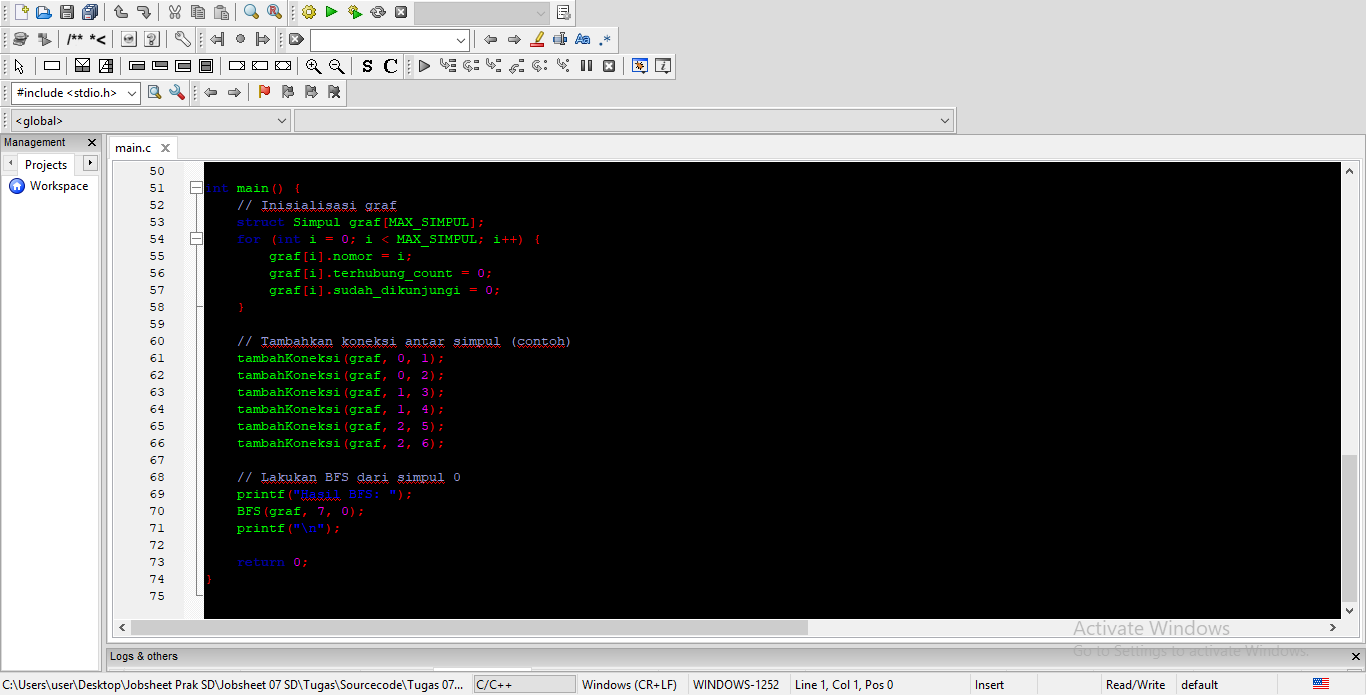 /** *<
S C
Aa .*
#include <stdio.h>
<global>
Management
Projects
Workspace
main.c
50
51 int main() {
52 // Inisialisasi graf
53 struct Simpul graf[MAX_SIMPUL];
54 for (int i = 0; i < MAX_SIMPUL; i++) {
55 graf[i].nomor = i;
56 graf[i].terhubung_count = 0;
57 graf[i].sudah_dikunjungi = 0;
58 }
59
60 // Tambahkan koneksi antar simpul (contoh)
61 tambahKoneksi(graf, 0, 1);
62 tambahKoneksi(graf, 0, 2);
63 tambahKoneksi(graf, 1, 3);
64 tambahKoneksi(graf, 1, 4);
65 tambahKoneksi(graf, 2, 5);
66 tambahKoneksi(graf, 2, 6);
67
68 // Lakukan BFS dari simpul 0
69 printf("Hasil BFS: ");
70 BFS(graf, 7, 0);
71 printf("\n");
72
73 return 0;
74 }
75
Activate Windows
Go to Settings to activate Windows.
Logs & others
C:\Users\user\Desktop\Jobsheet Prak SD\Jobsheet 07 SD\Tugas\Sourcecode\Tugas 07... C/C++ Windows (CR+LF) WINDOWS-1252 Line 1, Col 1, Pos 0 Insert Read/Write default